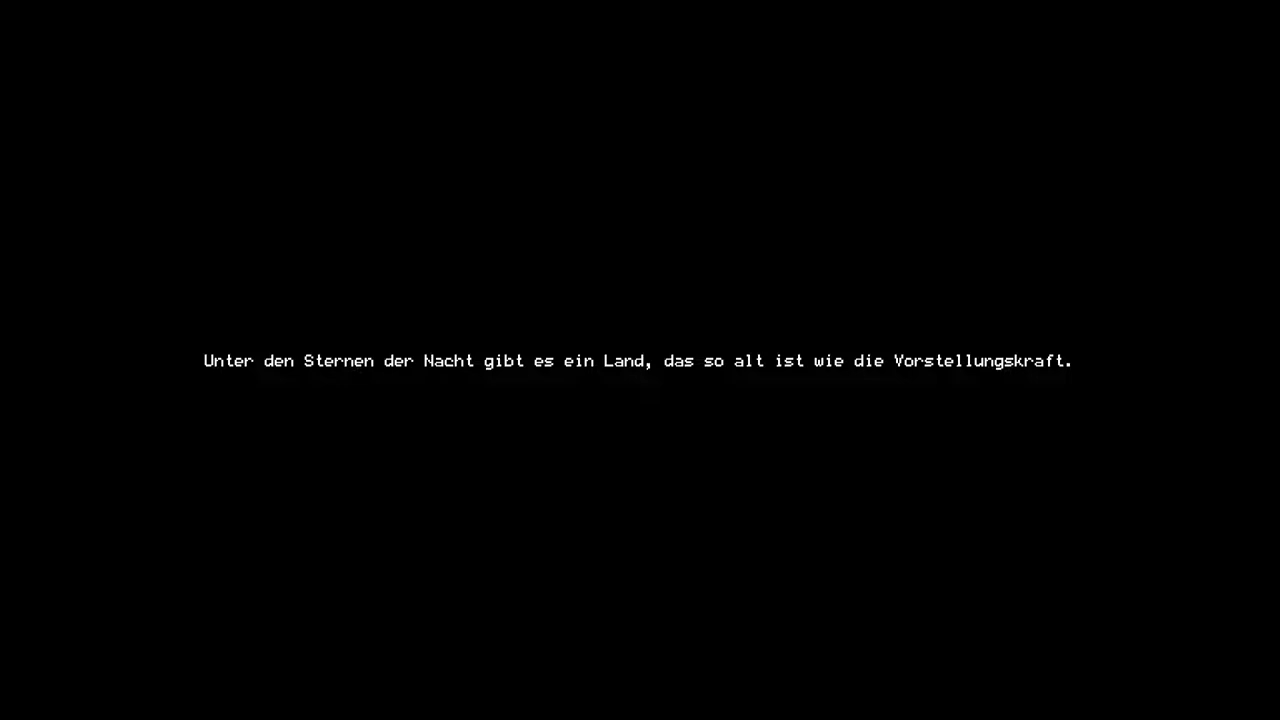 Unter den Sternen der Nacht gibt es ein Land, das so alt ist wie die Vorstellungskraft.